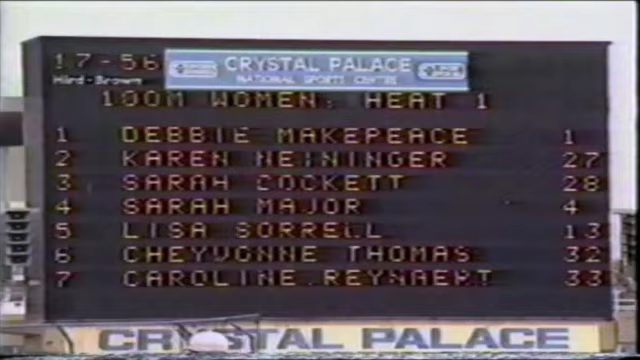 17-56
CRYSTAL PALACE
NATIONAL SPORTS CENTRE
100M WOMEN: HEAT 1
1 DEBBIE MAKEPEACE 1
2 KAREN NEININGER 27
3 SARAH COCKETT 28
4 SARAH MAJOR 4
5 LISA SORRELL 13
6 CHEYVONNE THOMAS 32
7 CAROLINE REYNAERT 33
CRYSTAL PALACE